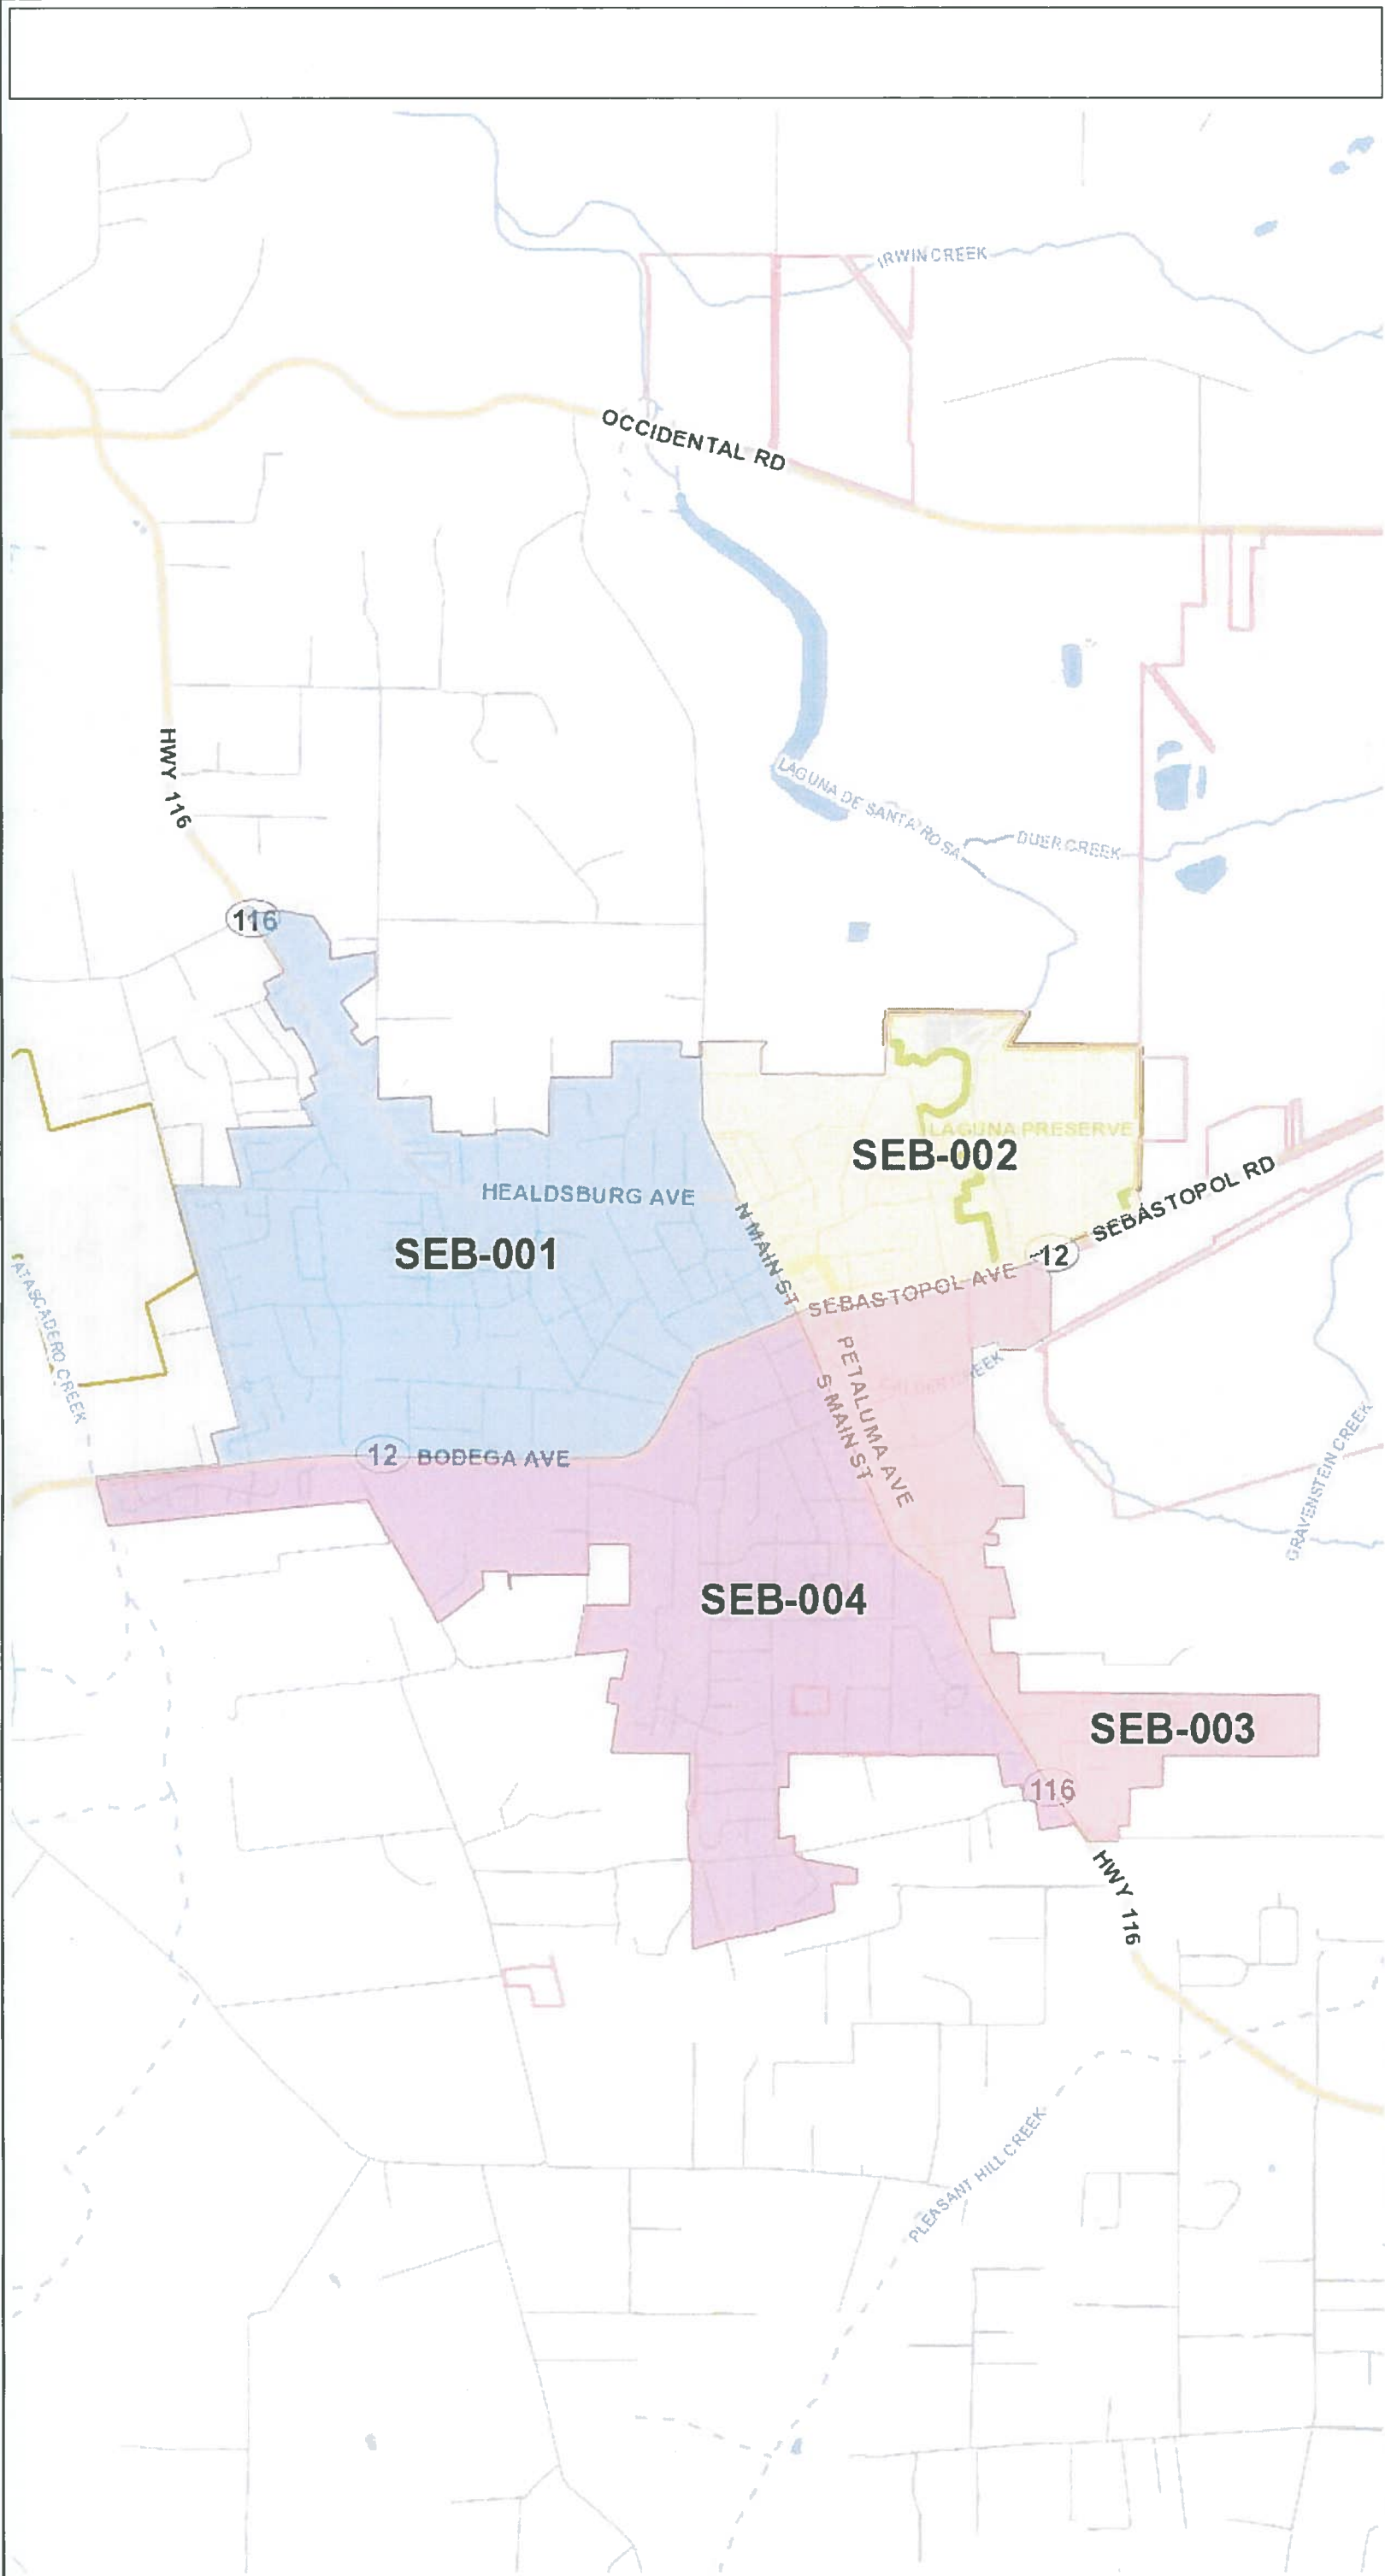 IRWIN CREEK
OCCIDENTAL RD
HWY 116
LAGUNA DE SANTA ROSA
DUER CREEK
116
LAGUNA PRESERVE
SEB-002
SEBASTOPOL RD
HEALDSBURG AVE
N MAIN ST
SEB-001
12
SEBASTOPOL AVE
ATASCADERO CREEK
PETALUMA AVE
S MAIN ST
CALDER CREEK
12 BODEGA AVE
GRAVENSTEIN CREEK
SEB-004
SEB-003
116
HWY 116
PLEASANT HILL CREEK